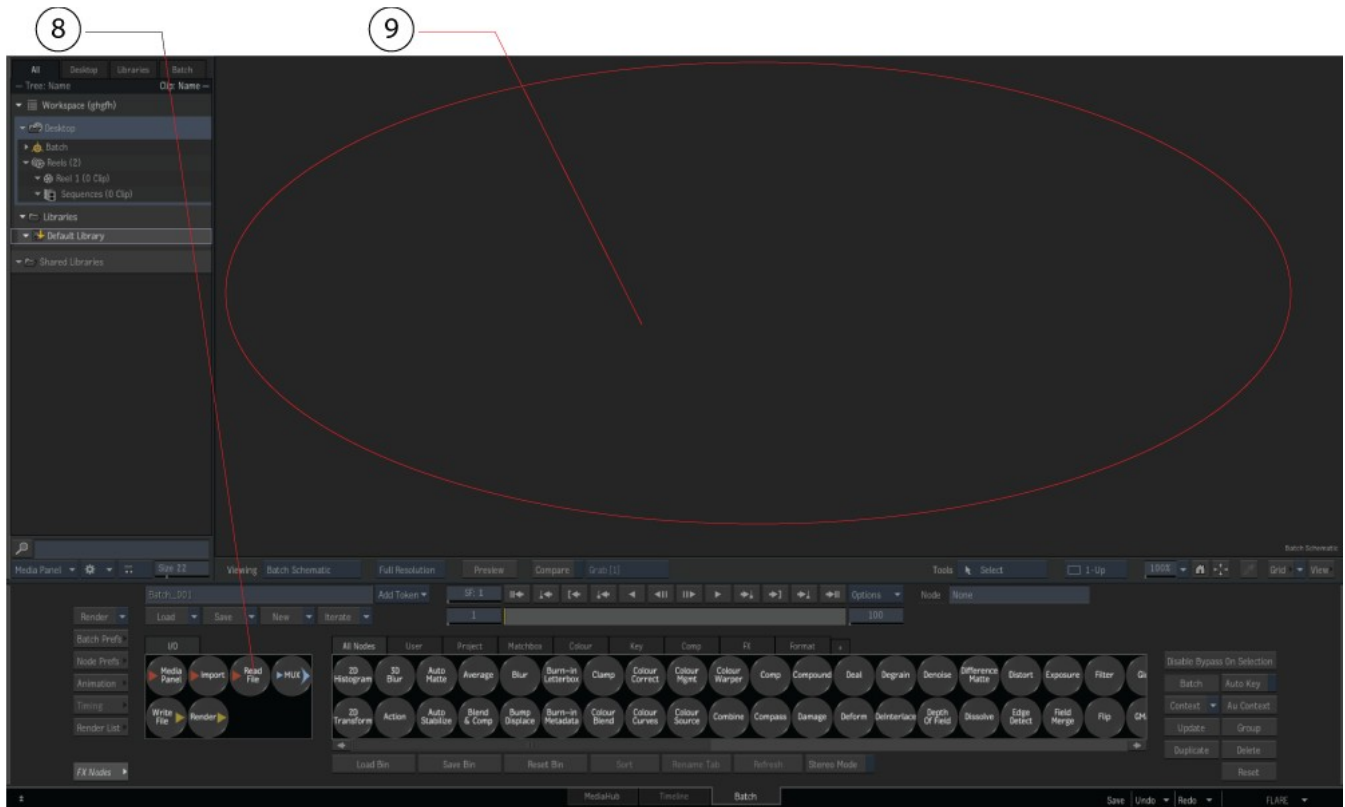 8 9
All Desktop Libraries Batch
— Tree: Name Clip: Name —
Workspace (ghgfh)
Desktop
Batch
Reels (2)
Reel 1 (0 Clip)
Sequences (0 Clip)
Libraries
Default Library
Shared Libraries
Batch Schematic
Media Panel Size 22 Viewing Batch Schematic Full Resolution Preview Compare Grab [1] Tools Select 1-Up 100% Grid View
Batch_001 Add Token SF: 1 Options Node None
Render Load Save New Iterate 1 100
Batch Prefs I/O All Nodes User Project Matchbox Colour Key Comp FX Format
Node Prefs
Animation
Timing
Render List
FX Nodes
Media Panel Import Read File MUX
Write File Render
2D Histogram 3D Blur Auto Matte Average Blur Burn-in Letterbox Clamp Colour Correct Colour Mgmt Colour Warper Comp Compound Deal Degrain Denoise Difference Matte Distort Exposure Filter
2D Transform Action Auto Stabilize Blend & Comp Bump Displace Burn-in Metadata Colour Blend Colour Curves Colour Source Combine Compass Damage Deform Deinterlace Depth Of Field Dissolve Edge Detect Field Merge Flip GM
Load Bin Save Bin Reset Bin Sort Rename Tab Refresh Stereo Mode
Disable Bypass On Selection
Batch Auto Key
Context Au Context
Update Group
Duplicate Delete
Reset
MediaHub Timeline Batch Save Undo Redo FLARE